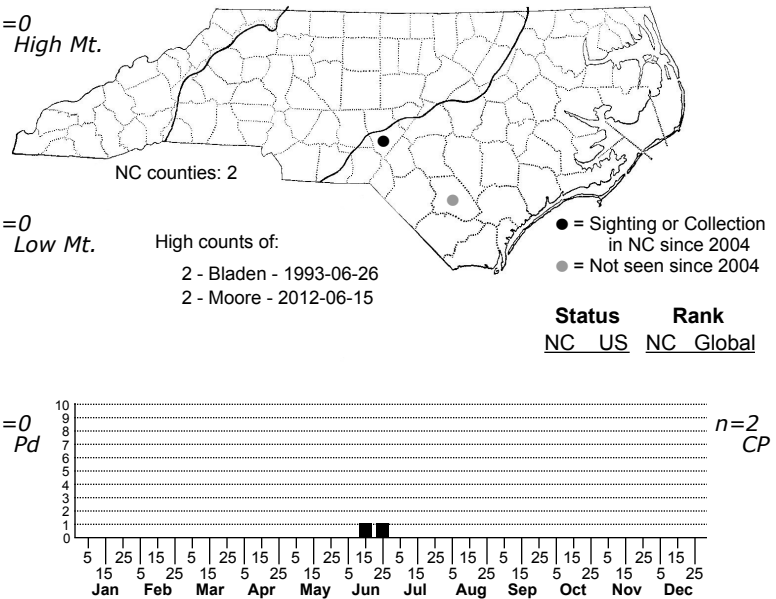 =0
High Mt.
NC counties: 2
=0
Low Mt.
High counts of:
2 - Bladen - 1993-06-26
2 - Moore - 2012-06-15
= Sighting or Collection
in NC since 2004
= Not seen since 2004
Status Rank
NC US NC Global
=0
Pd
n=2
CP
10
9
8
7
6
5
4
3
2
1
0
5 25 15 5 25 15 5 25 15 5 25 15 5 25 15 5 25 15
15 5 25 15 5 25 15 5 25 15 5 25 15 5 25 15 5 25
Jan Feb Mar Apr May Jun Jul Aug Sep Oct Nov Dec